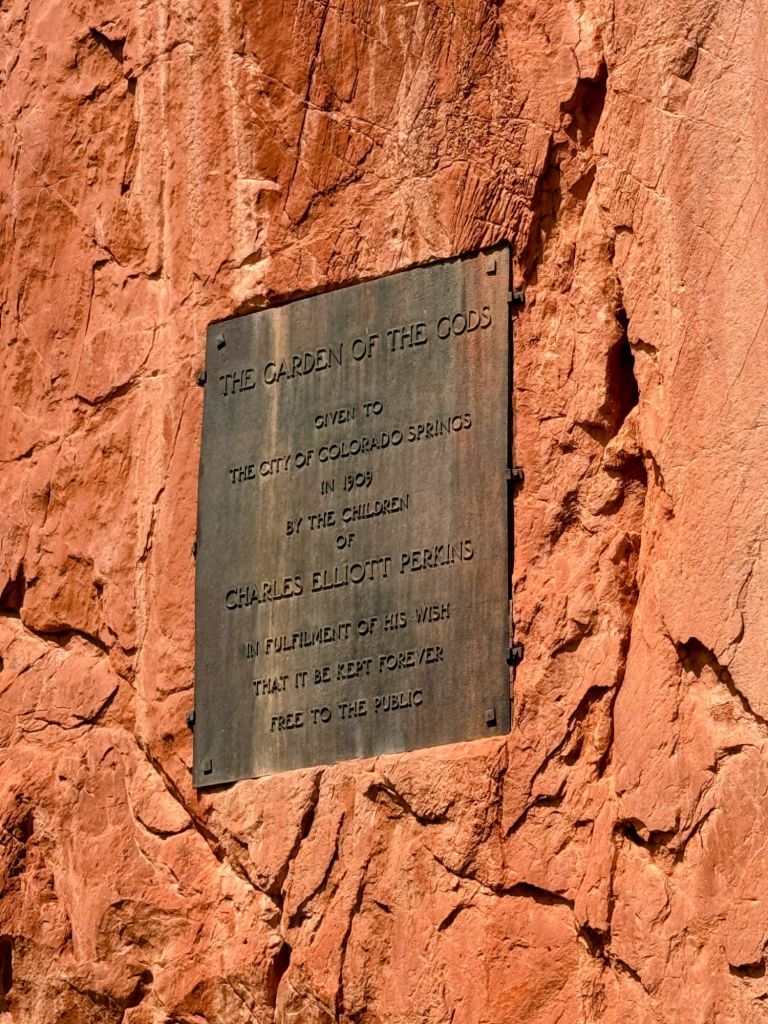 THE GARDEN OF THE GODS
GIVEN TO
THE CITY OF COLORADO SPRINGS
IN 1909
BY THE CHILDREN
OF
CHARLES ELLIOTT PERKINS
IN FULFILMENT OF HIS WISH
THAT IT BE KEPT FOREVER
FREE TO THE PUBLIC